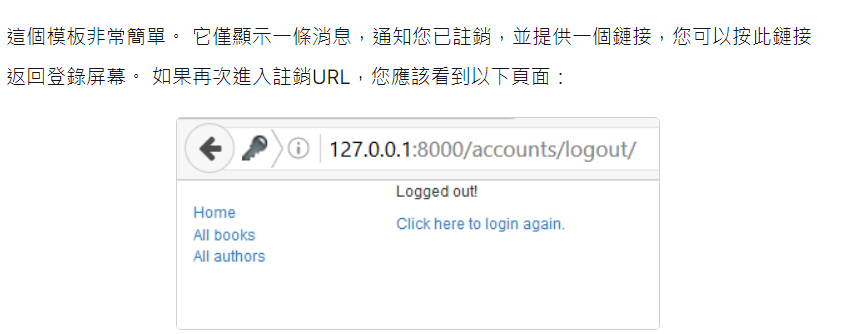 這個模板非常簡單。 它僅顯示一條消息，通知您已註銷，並提供一個鏈接，您可以按此鏈接
返回登錄屏幕。 如果再次進入註銷URL，您應該看到以下頁面：
127.0.0.1:8000/accounts/logout/
Logged out!
Home
Click here to login again.
All books
All authors